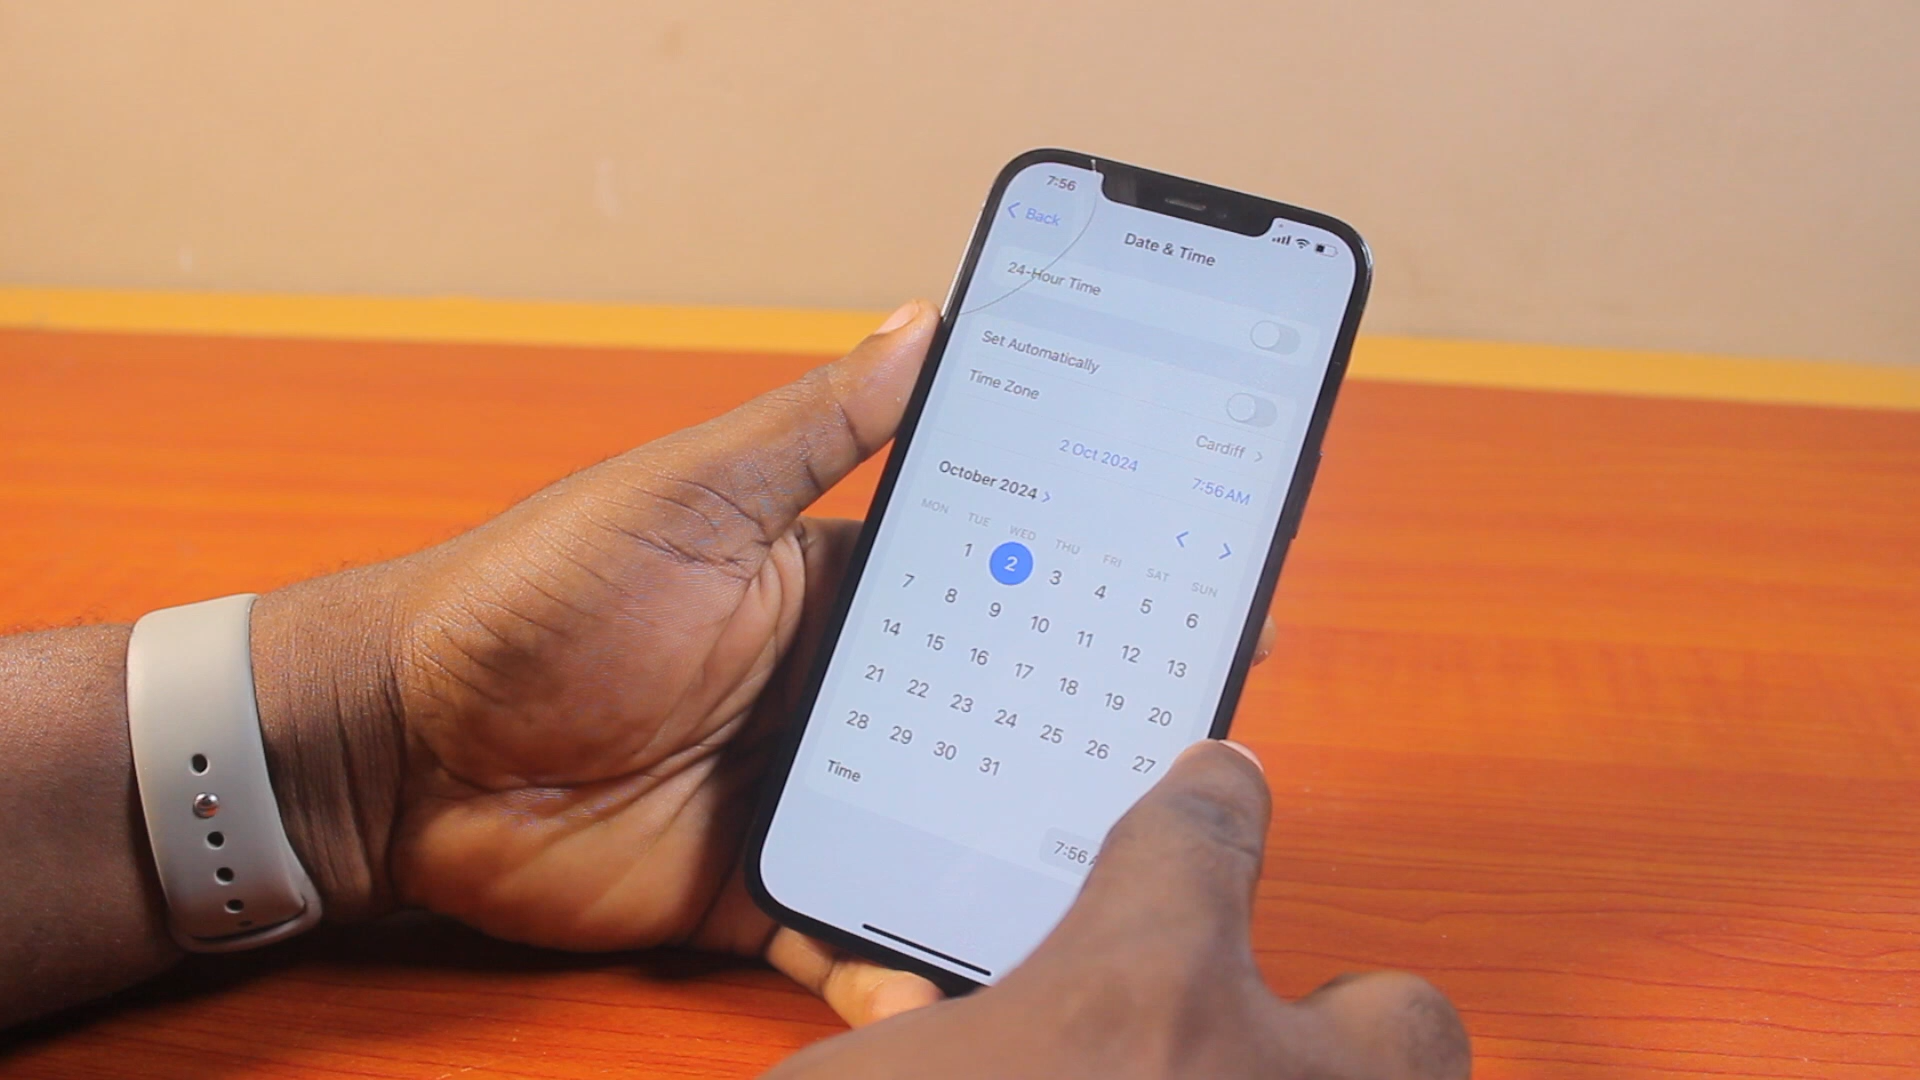 7:56
Back
Date & Time
24-Hour Time
Set Automatically
Time Zone
Cardiff
2 Oct 2024
7:56 AM
October 2024
MON TUE WED THU FRI SAT SUN
1 2 3 4 5 6
7 8 9 10 11 12 13
14 15 16 17 18 19 20
21 22 23 24 25 26 27
28 29 30 31
Time
7:56